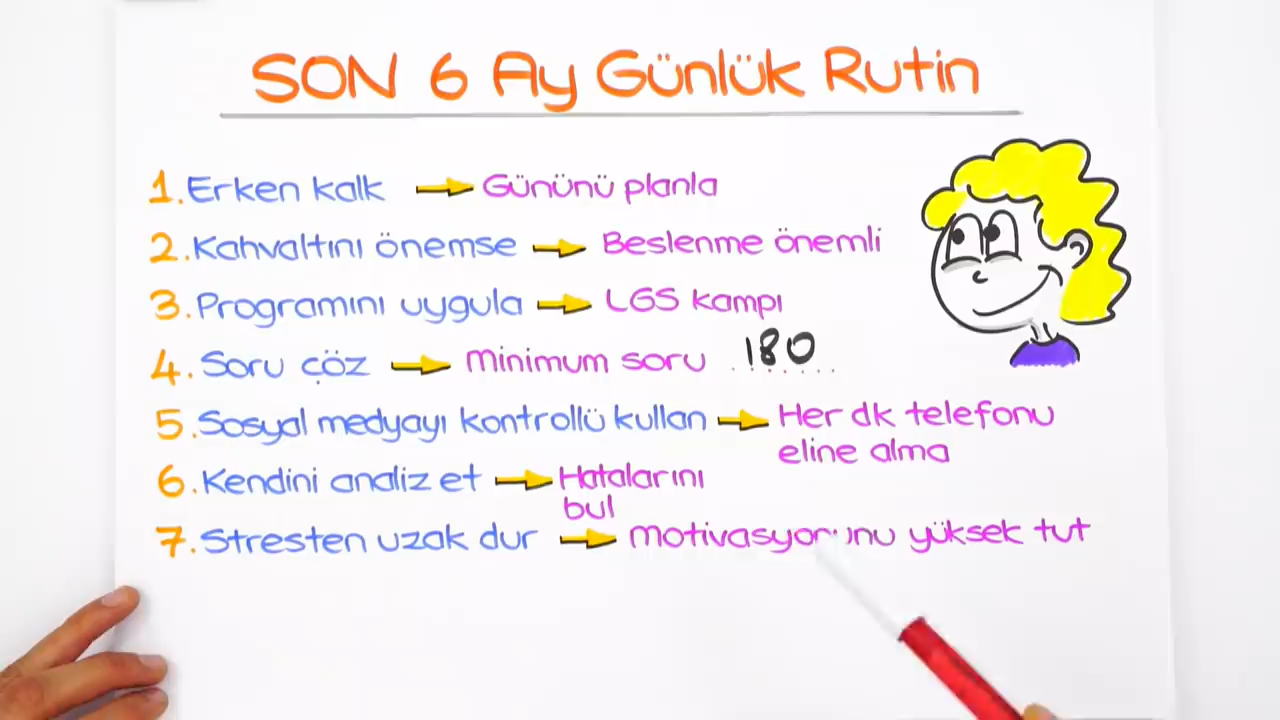 SON 6 Ay Günlük Rutin
1. Erken kalk → Gününü planla
2. Kahvaltını önemse → Beslenme önemli
3. Programını uygula → LGS kampı
4. Soru çöz → Minimum soru 180
5. Sosyal medyayı kontrollü kullan → Her dk telefonu
eline alma
6. Kendini analiz et → Hatalarını
bul
7. Stresten uzak dur → Motivasyonunu yüksek tut